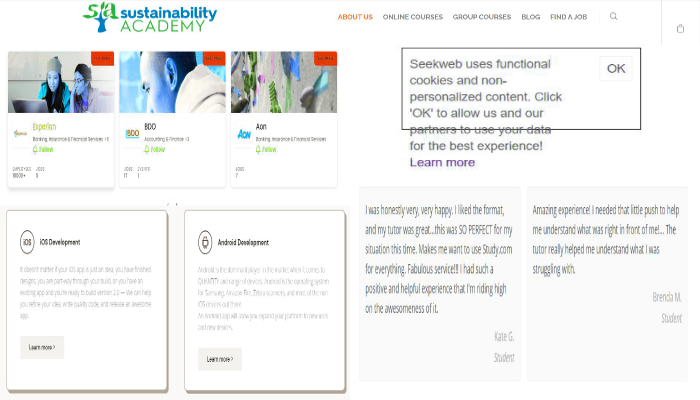 sustainability
ACADEMY
ABOUT US ONLINE COURSES GROUP COURSES BLOG FIND A JOB
Experian
Banking, Insurance & Financial Services +8
Follow
EMPLOYEES JOBS
BDO
Accounting & Finance +3
Follow
JOBS
17 1
Aon
Banking, Insurance & Financial Services
Follow
JOBS
7
Seekweb uses functional
cookies and non-
personalized content. Click
'OK' to allow us and our
partners to use your data
for the best experience!
Learn more
OK
iOS
iOS Development
It doesn't matter if your iOS app is just an idea, you have finished
designs, you are part-way through your build, or you have an
existing app and you're ready to build version 2.0 — We can help
you refine your idea, write quality code, and release an awesome
app.
Learn more >
Android Development
Android is the dominant player in the market when it comes to
QUANTITY and range of devices. Android is the operating system
for Samsung, Amazon Fire, Zebra scanners, and most of the non
iOS devices out there.
An Android app will allow you expand your platform to new users
and new devices.
Learn more >
I was honestly very, very happy. I liked the format,
and my tutor was great...this was SO PERFECT for my
situation this time. Makes me want to use Study.com
for everything. Fabulous service!!! I had such a
positive and helpful experience that I'm riding high
on the awesomeness of it.
Kate G.
Student
Amazing experience! I needed that little push to help
me understand what was right in front of me!... The
tutor really helped me understand what I was
struggling with.
Brenda M.
Student